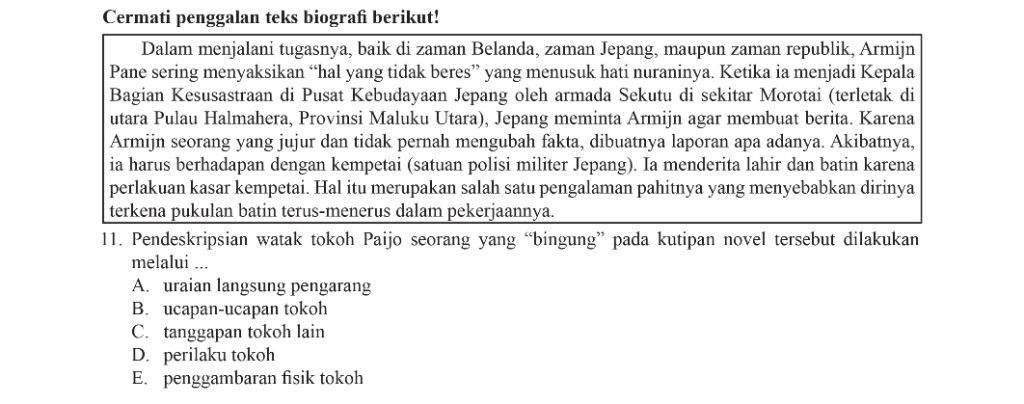 Cermati penggalan teks biografi berikut!
Dalam menjalani tugasnya, baik di zaman Belanda, zaman Jepang, maupun zaman republik, Armijn
Pane sering menyaksikan “hal yang tidak beres” yang menusuk hati nuraninya. Ketika ia menjadi Kepala
Bagian Kesusastraan di Pusat Kebudayaan Jepang oleh armada Sekutu di sekitar Morotai (terletak di
utara Pulau Halmahera, Provinsi Maluku Utara), Jepang meminta Armijn agar membuat berita. Karena
Armijn seorang yang jujur dan tidak pernah mengubah fakta, dibuatnya laporan apa adanya. Akibatnya,
ia harus berhadapan dengan kempetai (satuan polisi militer Jepang). Ia menderita lahir dan batin karena
perlakuan kasar kempetai. Hal itu merupakan salah satu pengalaman pahitnya yang menyebabkan dirinya
terkena pukulan batin terus-menerus dalam pekerjaannya.
11. Pendeskripsian watak tokoh Paijo seorang yang “bingung” pada kutipan novel tersebut dilakukan
melalui ...
A. uraian langsung pengarang
B. ucapan-ucapan tokoh
C. tanggapan tokoh lain
D. perilaku tokoh
E. penggambaran fisik tokoh